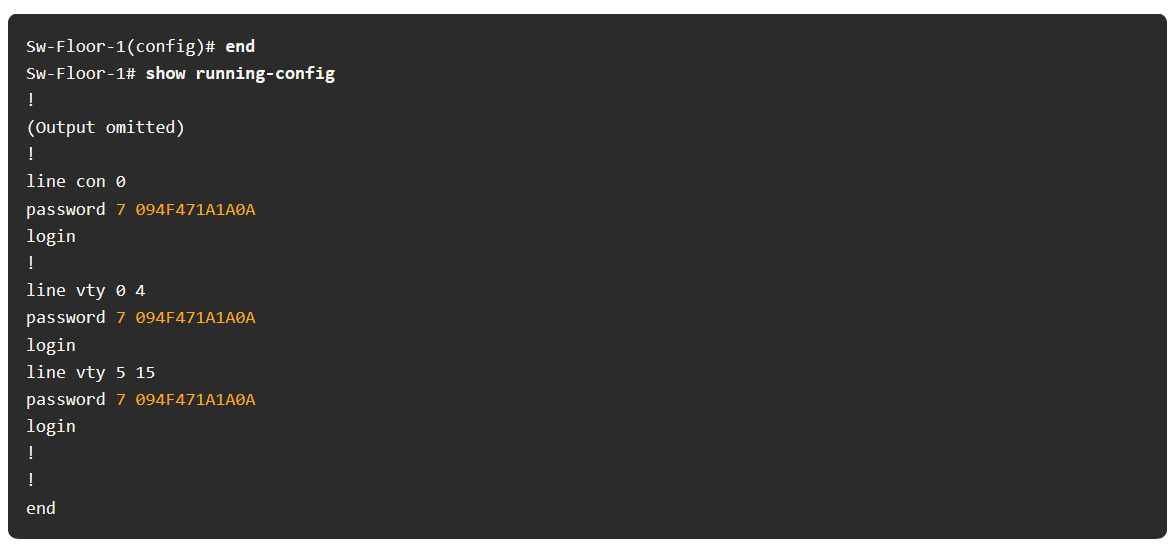 Sw-Floor-1(config)# end
Sw-Floor-1# show running-config
!
(Output omitted)
!
line con 0
password 7 094F471A1A0A
login
!
line vty 0 4
password 7 094F471A1A0A
login
line vty 5 15
password 7 094F471A1A0A
login
!
!
end